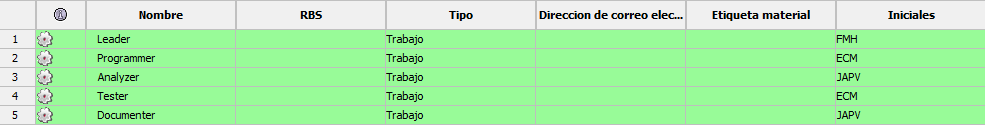 Nombre RBS Tipo Direccion de correo elec... Etiqueta material Iniciales
1 Leader Trabajo FMH
2 Programmer Trabajo ECM
3 Analyzer Trabajo JAPV
4 Tester Trabajo ECM
5 Documenter Trabajo JAPV